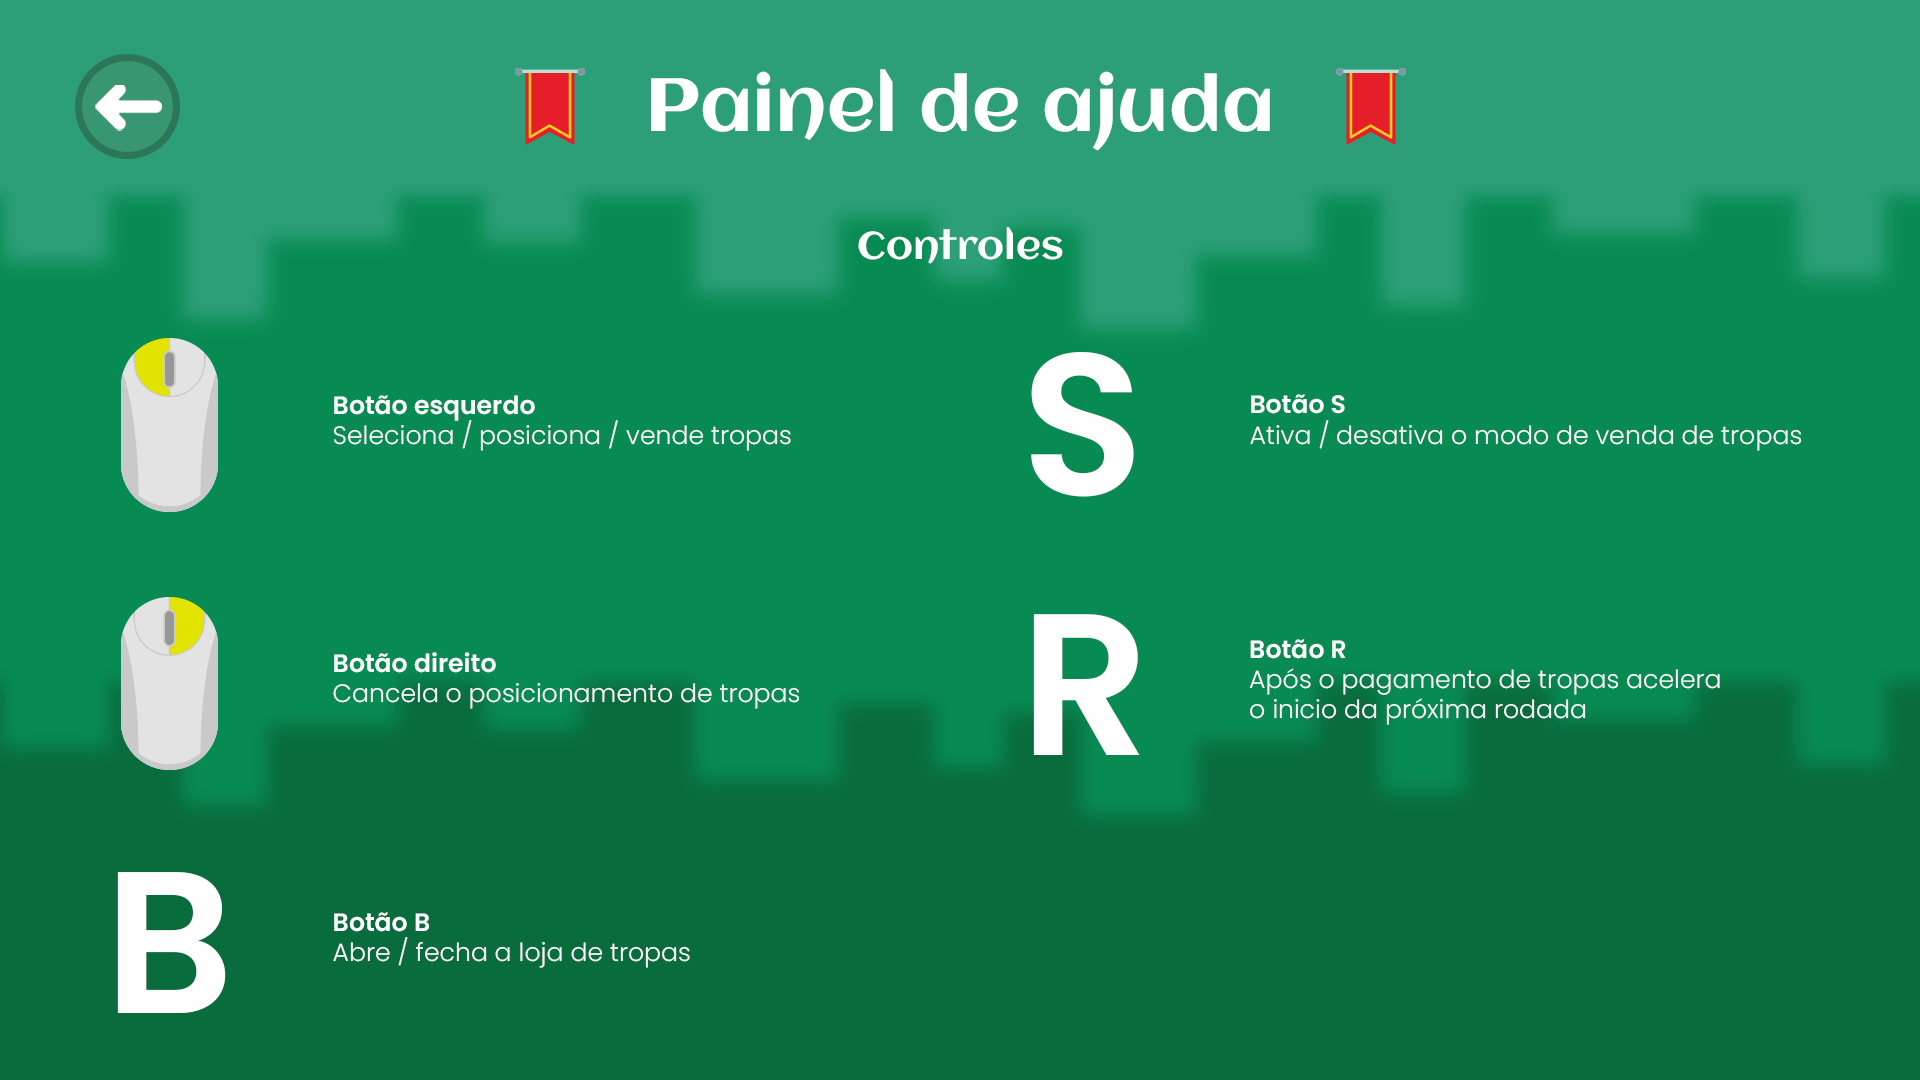 Painel de ajuda
Controles
Botão esquerdo
Seleciona / posiciona / vende tropas
Botão direito
Cancela o posicionamento de tropas
B
Botão B
Abre / fecha a loja de tropas
S
Botão S
Ativa / desativa o modo de venda de tropas
R
Botão R
Após o pagamento de tropas acelera
o inicio da próxima rodada